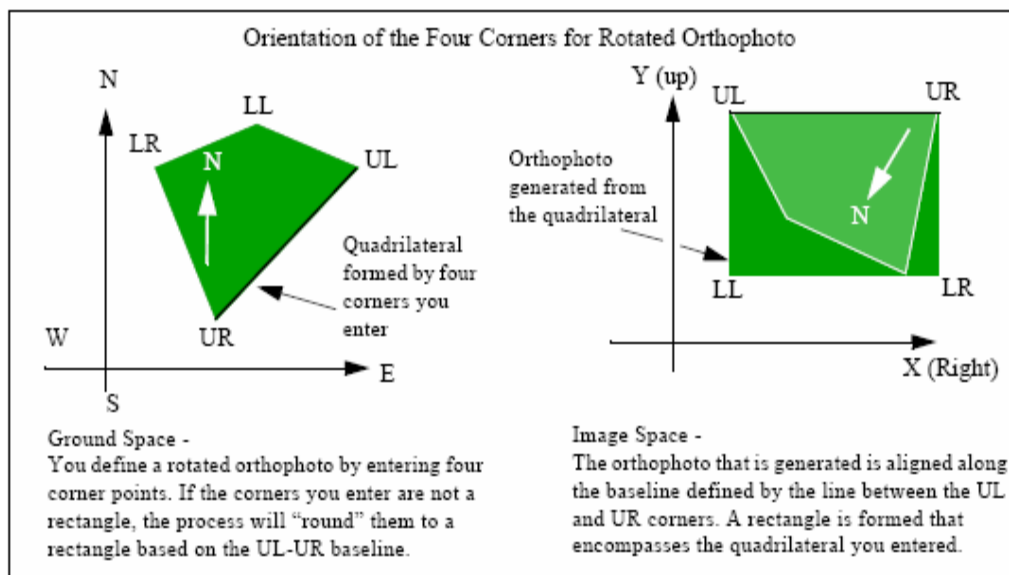 Orientation of the Four Corners for Rotated Orthophoto
N
LL
LR
N
UL
Quadrilateral
formed by four
corners you
enter
UR
W
E
S
Y (up)
UL
UR
Orthophoto
generated from
the quadrilateral
N
LL
LR
X (Right)
Ground Space -
You define a rotated orthophoto by entering four
corner points. If the corners you enter are not a
rectangle, the process will “round” them to a
rectangle based on the UL-UR baseline.
Image Space -
The orthophoto that is generated is aligned along
the baseline defined by the line between the UL
and UR corners. A rectangle is formed that
encompasses the quadrilateral you entered.